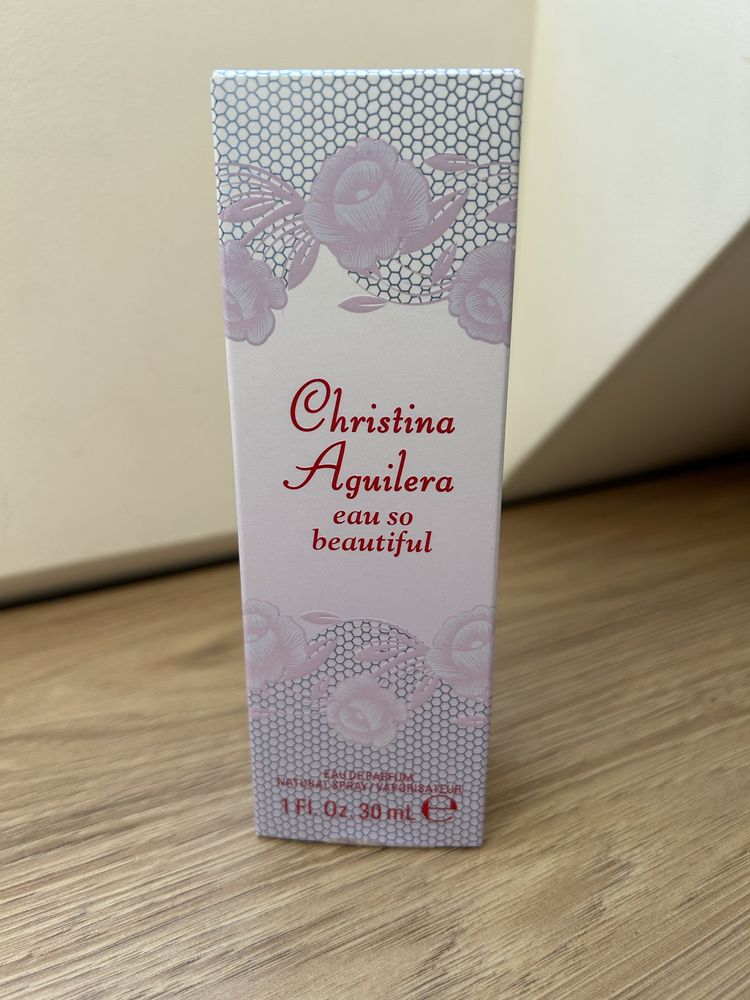 Christina
Aguilera
eau so
beautiful
EAU DE PARFUM
NATURAL SPRAY / VAPORISATEUR
1 Fl. Oz. 30 mL ℮